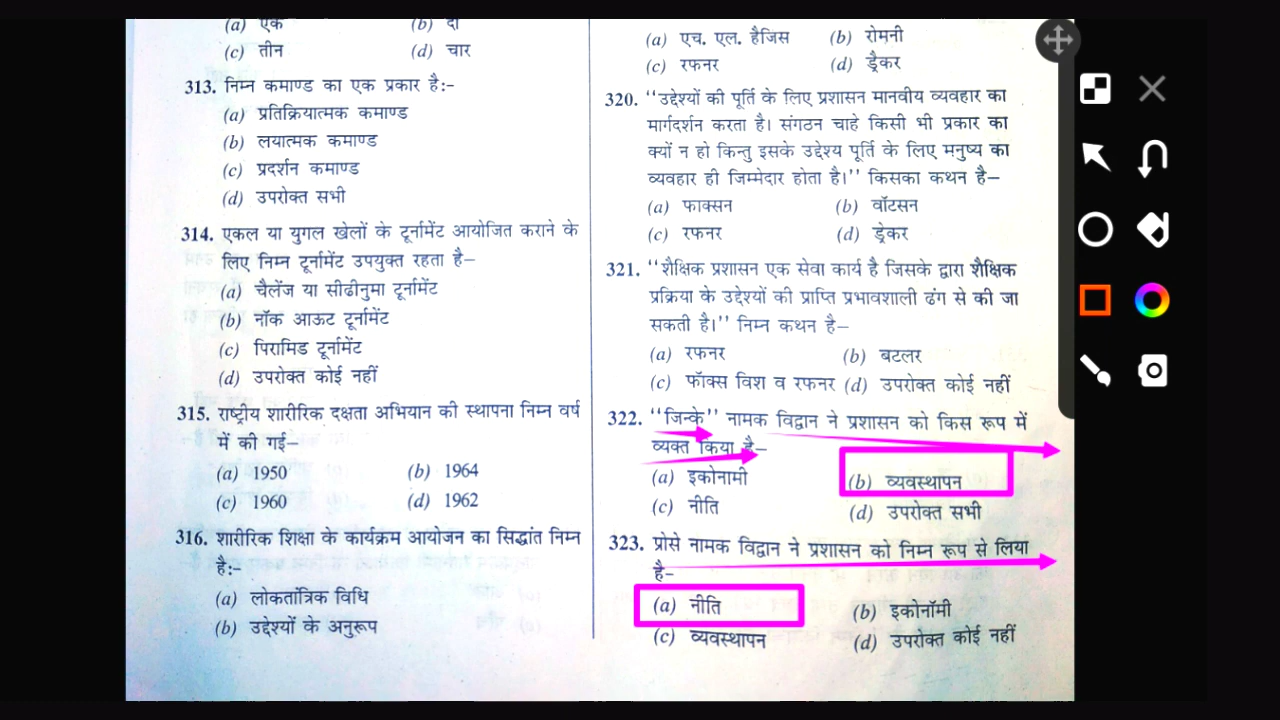 (a) एक (b) दो
(c) तीन (d) चार
313. निम्न कमाण्ड का एक प्रकार है:-
(a) प्रतिक्रियात्मक कमाण्ड
(b) लयात्मक कमाण्ड
(c) प्रदर्शन कमाण्ड
(d) उपरोक्त सभी
314. एकल या युगल खेलों के टूर्नामेंट आयोजित कराने के
लिए निम्न टूर्नामेंट उपयुक्त रहता है–
(a) चैलेंज या सीढीनुमा टूर्नामेंट
(b) नॉक आऊट टूर्नामेंट
(c) पिरामिड टूर्नामेंट
(d) उपरोक्त कोई नहीं
315. राष्ट्रीय शारीरिक दक्षता अभियान की स्थापना निम्न वर्ष
में की गई–
(a) 1950 (b) 1964
(c) 1960 (d) 1962
316. शारीरिक शिक्षा के कार्यक्रम आयोजन का सिद्धांत निम्न
है:-
(a) लोकतांत्रिक विधि
(b) उद्देश्यों के अनुरूप
(a) एच. एल. हैजिस (b) रोमनी
(c) रफनर (d) ड्रैकर
320. ‘‘उद्देश्यों की पूर्ति के लिए प्रशासन मानवीय व्यवहार का
मार्गदर्शन करता है। संगठन चाहे किसी भी प्रकार का
क्यों न हो किन्तु इसके उद्देश्य पूर्ति के लिए मनुष्य का
व्यवहार ही जिम्मेदार होता है।’’ किसका कथन है–
(a) फाक्सन (b) वॉटसन
(c) रफनर (d) ड्रेकर
321. ‘‘शैक्षिक प्रशासन एक सेवा कार्य है जिसके द्वारा शैक्षिक
प्रक्रिया के उद्देश्यों की प्राप्ति प्रभावशाली ढंग से की जा
सकती है।’’ निम्न कथन है–
(a) रफनर (b) बटलर
(c) फॉक्स विश व रफनर (d) उपरोक्त कोई नहीं
322. ‘‘जिन्के’’ नामक विद्वान ने प्रशासन को किस रूप में
व्यक्त किया है–
(a) इकोनामी (b) व्यवस्थापन
(c) नीति (d) उपरोक्त सभी
323. प्रोसे नामक विद्वान ने प्रशासन को निम्न रूप से लिया
है–
(a) नीति (b) इकोनॉमी
(c) व्यवस्थापन (d) उपरोक्त कोई नहीं